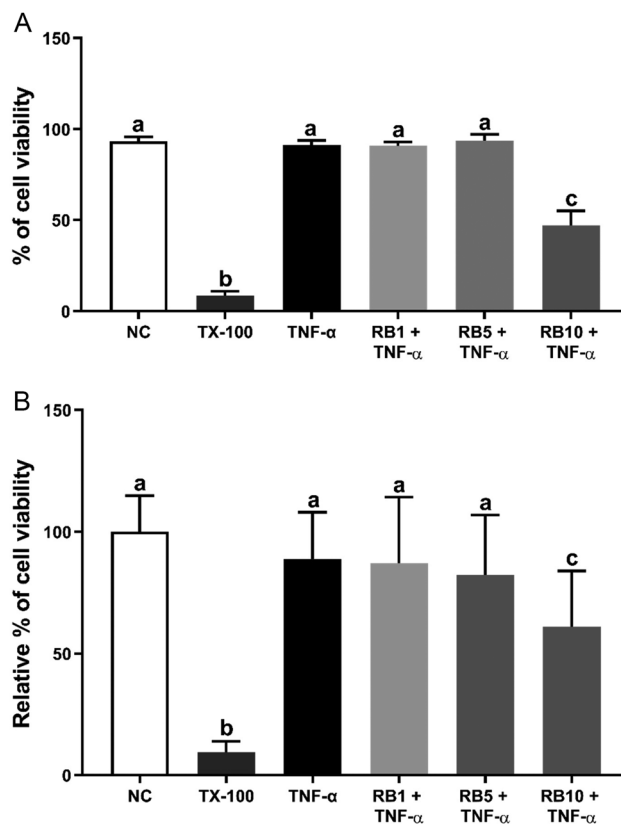 A
% of cell viability
150
100
50
0
a
b
a
a
a
c
NC
TX-100
TNF-α
RB1 +
TNF-α
RB5 +
TNF-α
RB10 +
TNF-α
B
Relative % of cell viability
150
100
50
0
a
b
a
a
a
c
NC
TX-100
TNF-α
RB1 +
TNF-α
RB5 +
TNF-α
RB10 +
TNF-α